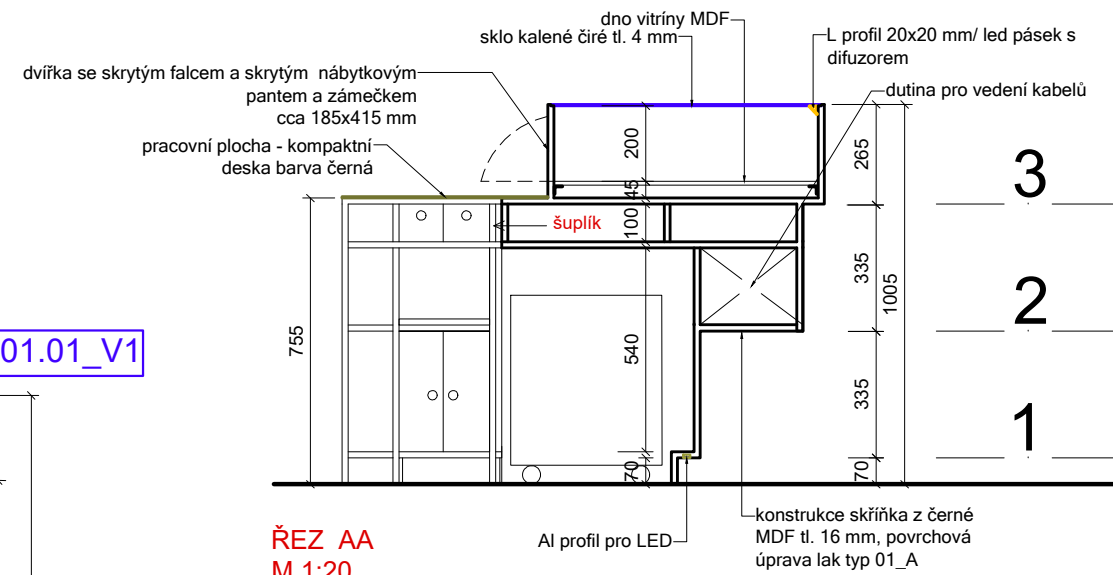 dno vitríny MDF
sklo kalené čiré tl. 4 mm
L profil 20x20 mm/ led pásek s
difuzorem
dvířka se skrytým falcem a skrytým nábytkovým
pantem a zámečkem
cca 185x415 mm
dutina pro vedení kabelů
pracovní plocha - kompaktní
deska barva černá
200
265
3
45
100
šuplík
335
1005
2
01.01_V1
755
540
335
1
70
70
konstrukce skříňka z černé
MDF tl. 16 mm, povrchová
úprava lak typ 01_A
Al profil pro LED
ŘEZ AA
M 1:20